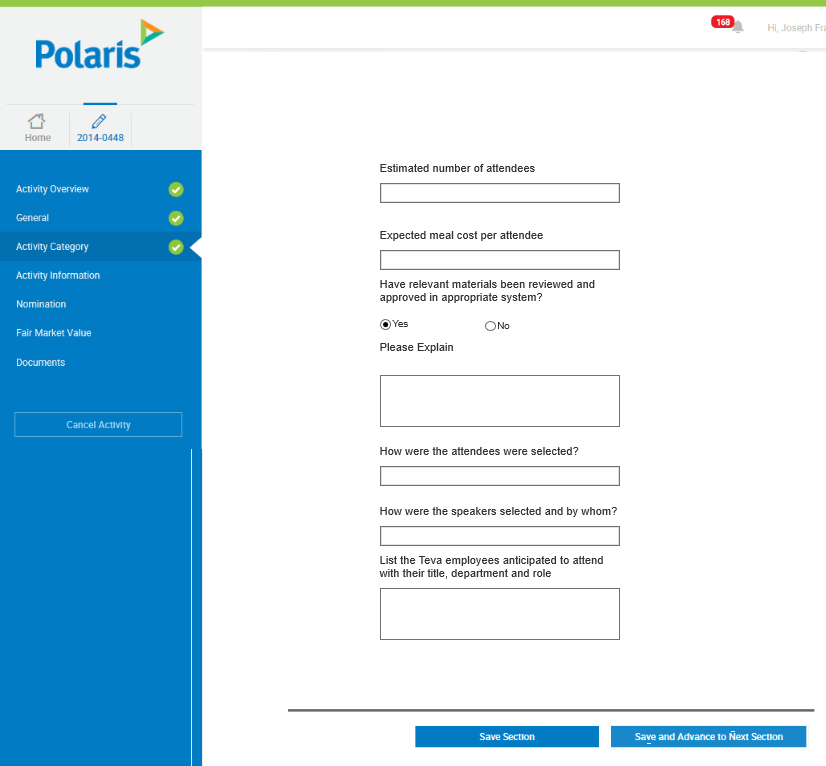 168
Hi, Joseph Fra
Polaris
Home
2014-0448
Activity Overview
General
Activity Category
Activity Information
Nomination
Fair Market Value
Documents
Cancel Activity
Estimated number of attendees
Expected meal cost per attendee
Have relevant materials been reviewed and
approved in appropriate system?
Yes
No
Please Explain
How were the attendees were selected?
How were the speakers selected and by whom?
List the Teva employees anticipated to attend
with their title, department and role
Save Section
Save and Advance to Next Section